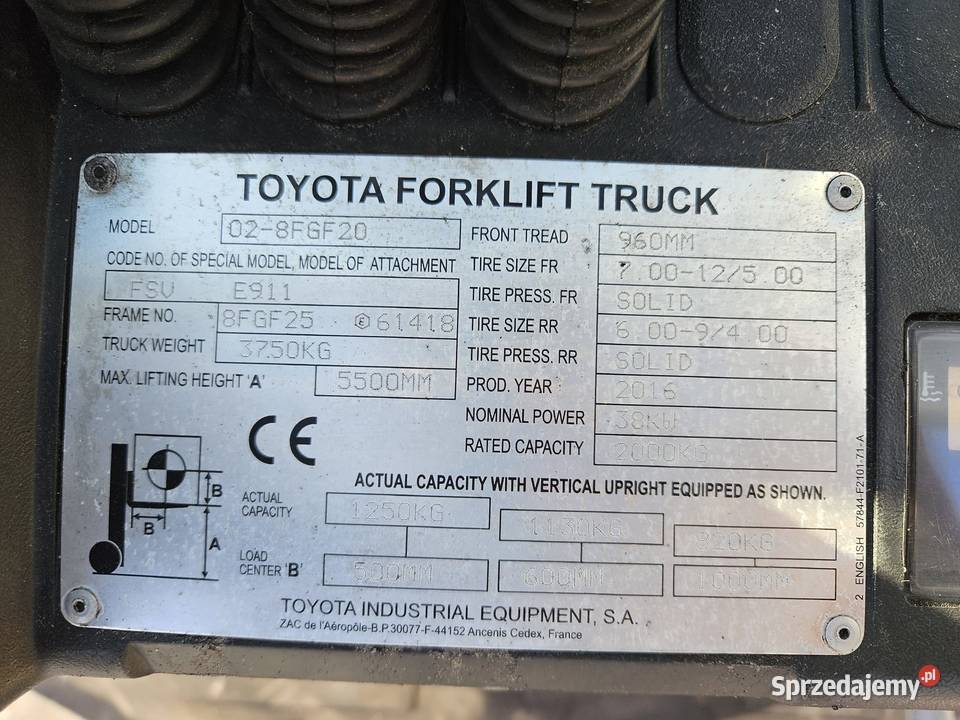 TOYOTA FORKLIFT TRUCK
MODEL 02-8FGF20
CODE NO. OF SPECIAL MODEL, MODEL OF ATTACHMENT
FSV E911
FRAME NO. 8FGF25 E61418
TRUCK WEIGHT 3750KG
MAX. LIFTING HEIGHT 'A' 5500MM
FRONT TREAD 960MM
TIRE SIZE FR 7.00-12/5.00
TIRE PRESS. FR SOLID
TIRE SIZE RR 6.00-9/4.00
TIRE PRESS. RR SOLID
PROD. YEAR 2016
NOMINAL POWER 38KW
RATED CAPACITY 2000KG
CE
B
B
A
ACTUAL CAPACITY WITH VERTICAL UPRIGHT EQUIPPED AS SHOWN.
ACTUAL
CAPACITY 1250KG 1130KG 820KG
LOAD
CENTER 'B' 500MM 600MM 1000MM
TOYOTA INDUSTRIAL EQUIPMENT, S.A.
ZAC de l'Aéropôle-B.P.30077-F-44152 Ancenis Cedex, France
2 ENGLISH 57844-F2101-71-A
Sprzedajemy.pl